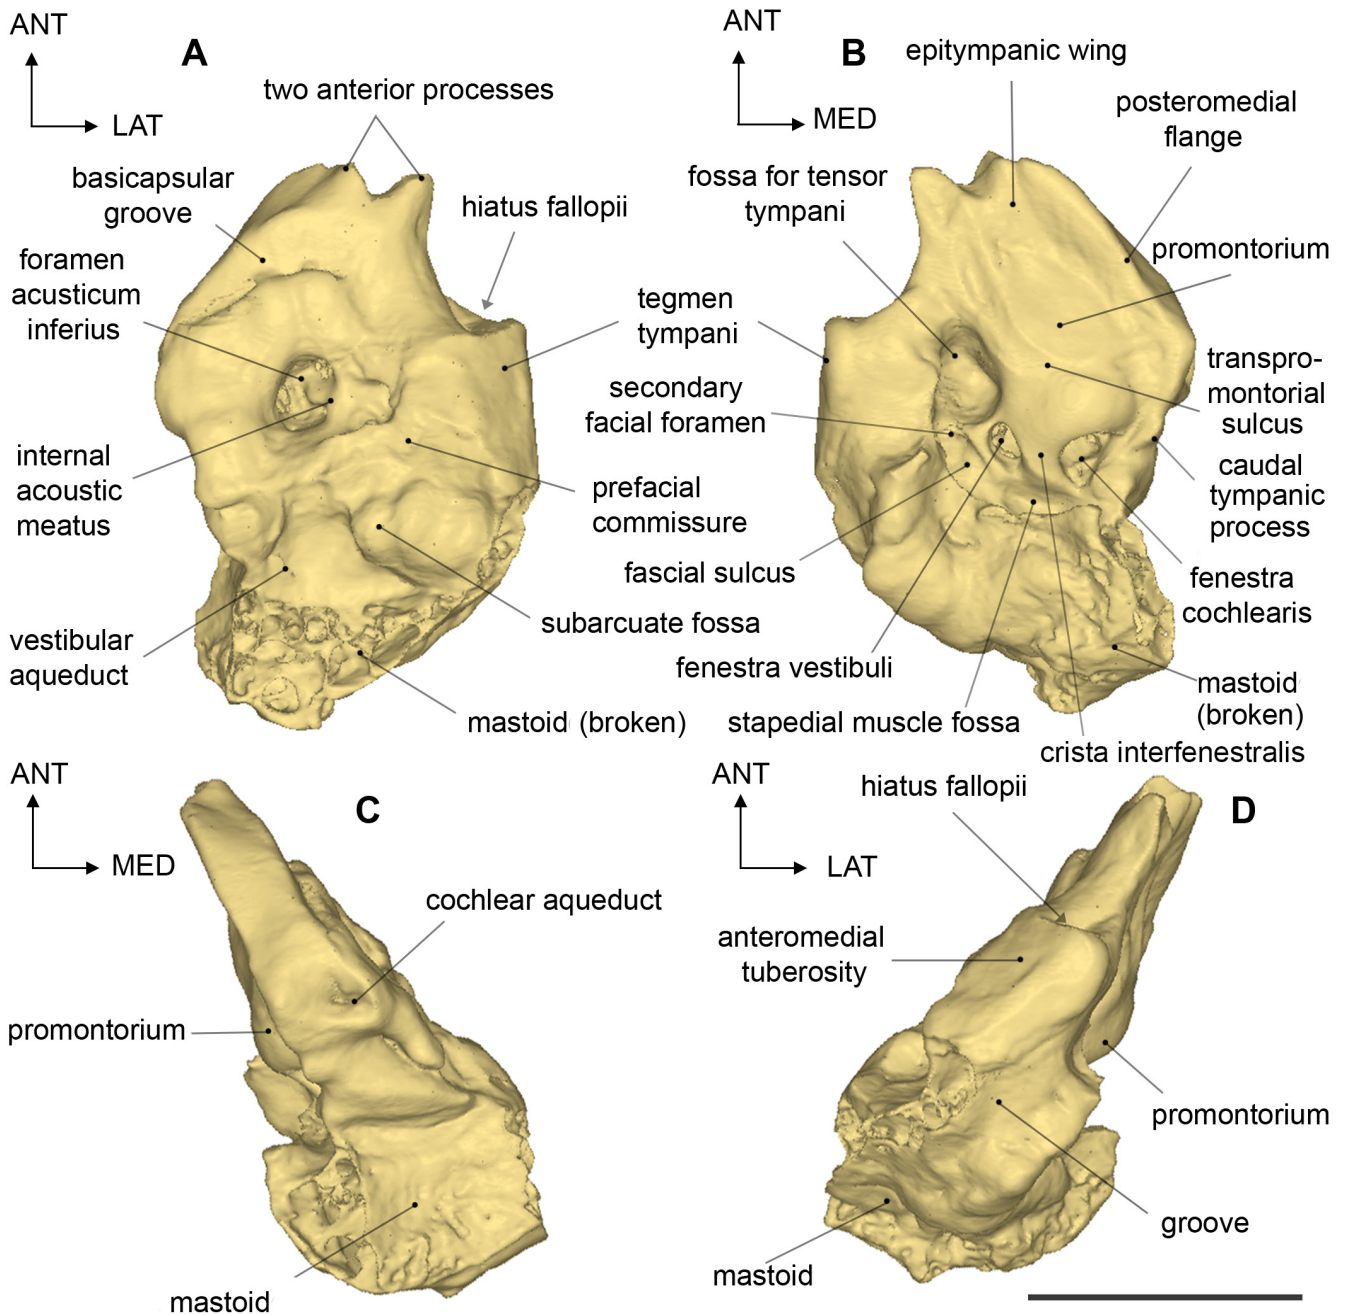 ANT
A
LAT
two anterior processes
basicapsular
groove
hiatus fallopii
foramen
acusticum
inferius
internal
acoustic
meatus
vestibular
aqueduct
tegmen
tympani
prefacial
commissure
subarcuate fossa
mastoid (broken)
ANT
B
MED
epitympanic wing
posteromedial
flange
fossa for tensor
tympani
promontorium
secondary
facial foramen
transpro-
montorial
sulcus
caudal
tympanic
process
fascial sulcus
fenestra
cochlearis
fenestra vestibuli
stapedial muscle fossa
mastoid
(broken)
crista interfenestralis
ANT
C
MED
cochlear aqueduct
promontorium
mastoid
ANT
D
LAT
hiatus fallopii
anteromedial
tuberosity
promontorium
groove
mastoid